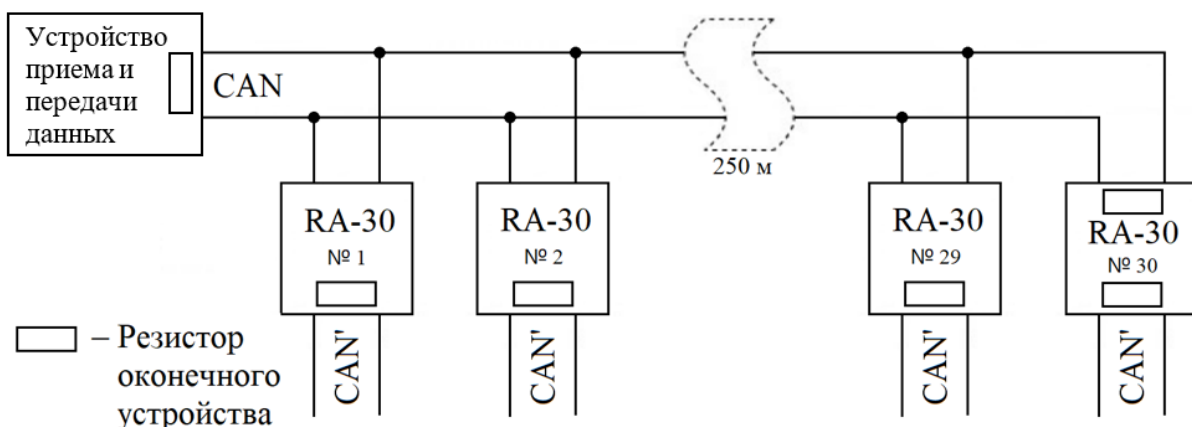 Устройство
приема и
передачи
данных
CAN
250 м
RA-30
№ 1
RA-30
№ 2
RA-30
№ 29
RA-30
№ 30
CAN'
CAN'
CAN'
CAN'
– Резистор
оконечного
устройства